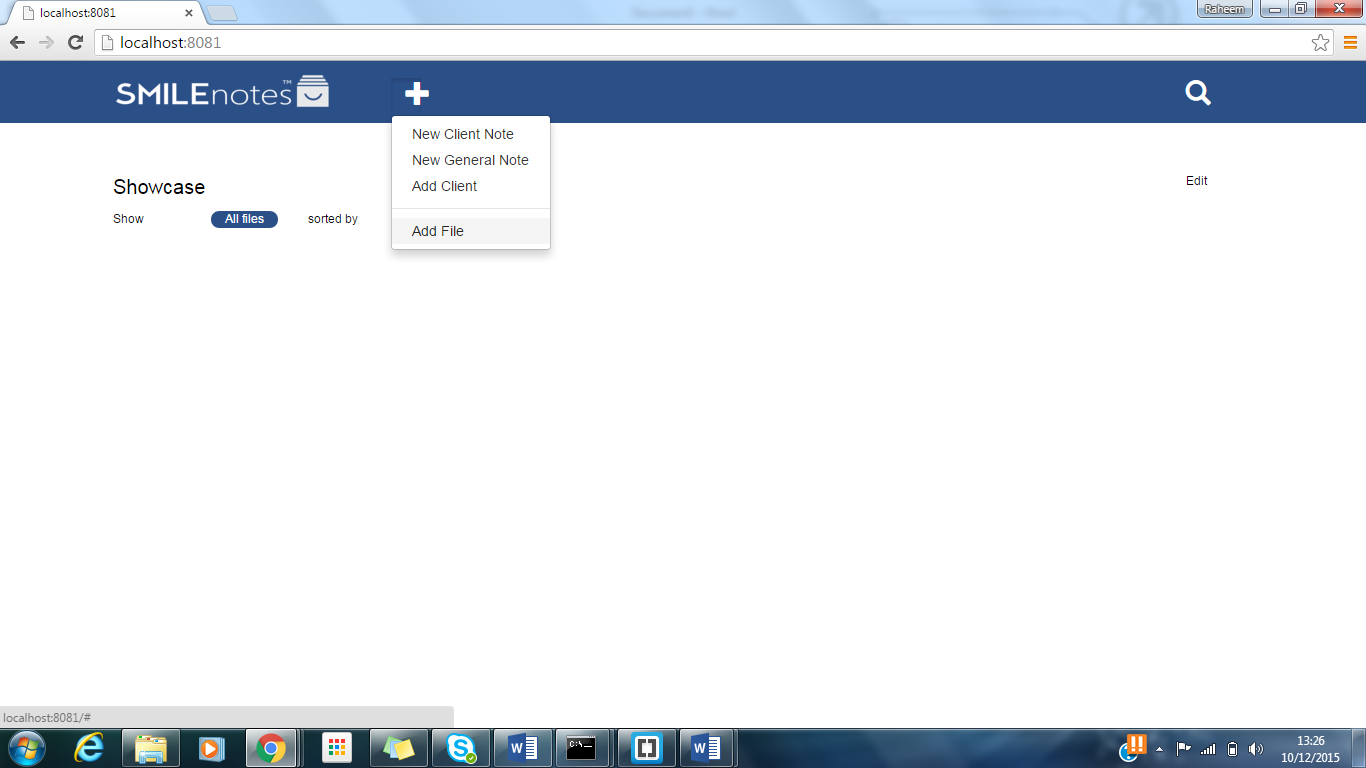 localhost:8081
Raheem
localhost:8081
SMILEnotes™
New Client Note
New General Note
Add Client
Add File
Showcase
Edit
Show All files sorted by
localhost:8081/#
13:26
10/12/2015